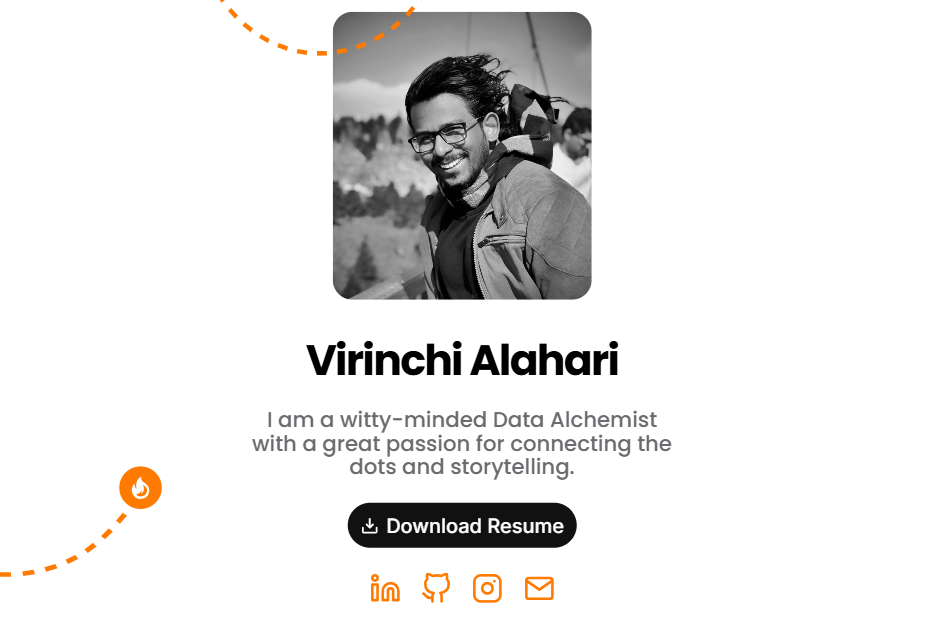 Virinchi Alahari
I am a witty-minded Data Alchemist
with a great passion for connecting the
dots and storytelling.
Download Resume